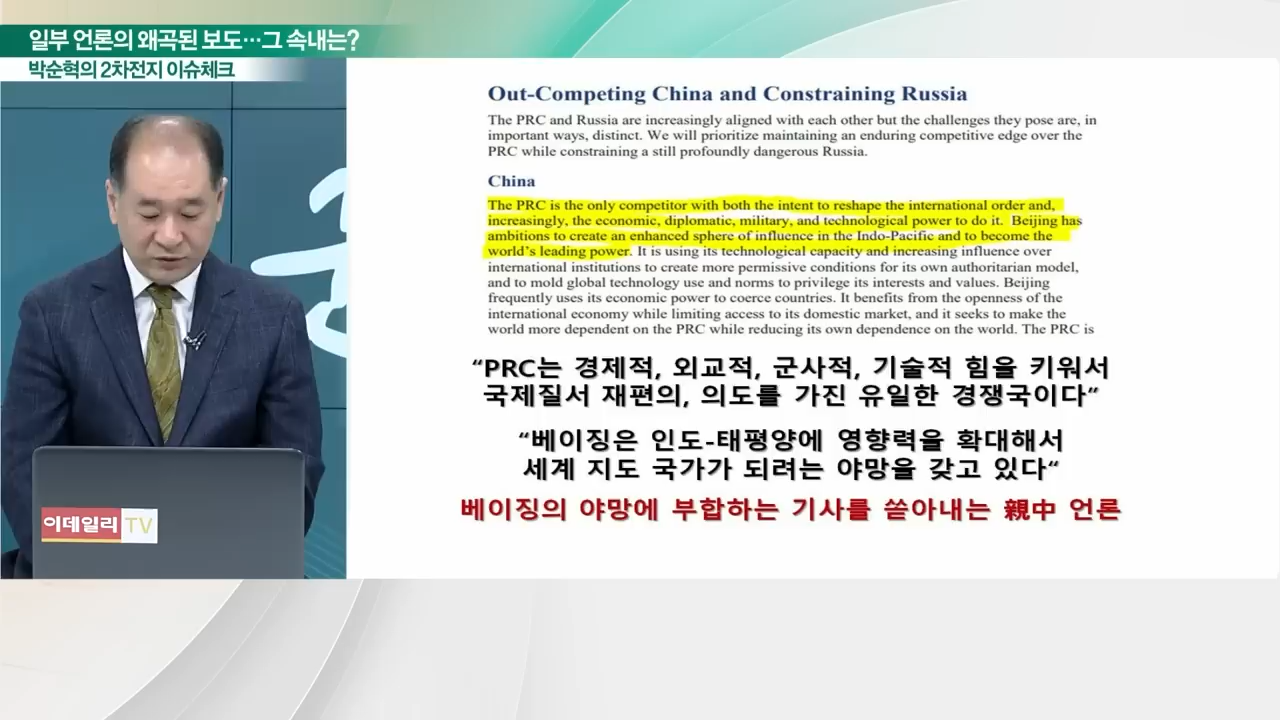 일부 언론의 왜곡된 보도…그 속내는?
박순혁의 2차전지 이슈체크
Out-Competing China and Constraining Russia
The PRC and Russia are increasingly aligned with each other but the challenges they pose are, in
important ways, distinct. We will prioritize maintaining an enduring competitive edge over the
PRC while constraining a still profoundly dangerous Russia.
China
The PRC is the only competitor with both the intent to reshape the international order and,
increasingly, the economic, diplomatic, military, and technological power to do it. Beijing has
ambitions to create an enhanced sphere of influence in the Indo-Pacific and to become the
world's leading power. It is using its technological capacity and increasing influence over
international institutions to create more permissive conditions for its own authoritarian model,
and to mold global technology use and norms to privilege its interests and values. Beijing
frequently uses its economic power to coerce countries. It benefits from the openness of the
international economy while limiting access to its domestic market, and it seeks to make the
world more dependent on the PRC while reducing its own dependence on the world. The PRC is
“PRC는 경제적, 외교적, 군사적, 기술적 힘을 키워서
국제질서 재편의, 의도를 가진 유일한 경쟁국이다“
“베이징은 인도-태평양에 영향력을 확대해서
세계 지도 국가가 되려는 야망을 갖고 있다“
베이징의 야망에 부합하는 기사를 쏟아내는 親中 언론
이데일리TV